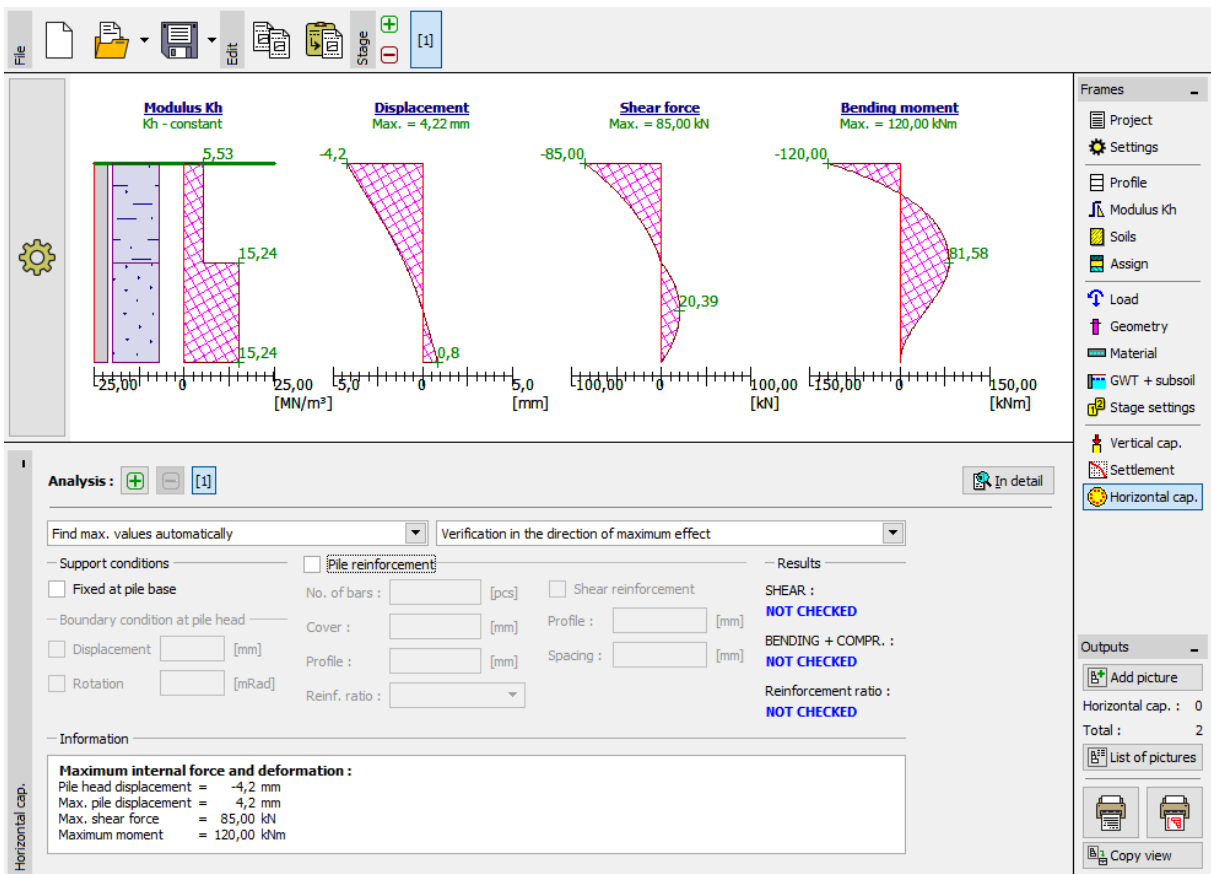 File
Edit
Stage
[1]
Modulus Kh
Kh - constant
5,53
15,24
15,24
25,00 0 25,00
[MN/m³]
Displacement
Max. = 4,22 mm
-4,2
0,8
-5,0 0 5,0
[mm]
Shear force
Max. = 85,00 kN
-85,00
20,39
-100,00 0 100,00
[kN]
Bending moment
Max. = 120,00 kNm
-120,00
81,58
-150,00 0 150,00
[kNm]
Frames
Project
Settings
Profile
Modulus Kh
Soils
Assign
Load
Geometry
Material
GWT + subsoil
Stage settings
Vertical cap.
Settlement
Horizontal cap.
Horizontal cap.
Analysis : [1]
In detail
Find max. values automatically
Verification in the direction of maximum effect
Support conditions
Fixed at pile base
Boundary condition at pile head
Displacement [mm]
Rotation [mRad]
Pile reinforcement
No. of bars : [pcs]
Cover : [mm]
Profile : [mm]
Reinf. ratio :
Shear reinforcement
Profile : [mm]
Spacing : [mm]
Results
SHEAR :
NOT CHECKED
BENDING + COMPR. :
NOT CHECKED
Reinforcement ratio :
NOT CHECKED
Information
Maximum internal force and deformation :
Pile head displacement = -4,2 mm
Max. pile displacement = 4,2 mm
Max. shear force = 85,00 kN
Maximum moment = 120,00 kNm
Outputs
Add picture
Horizontal cap. : 0
Total : 2
List of pictures
Copy view